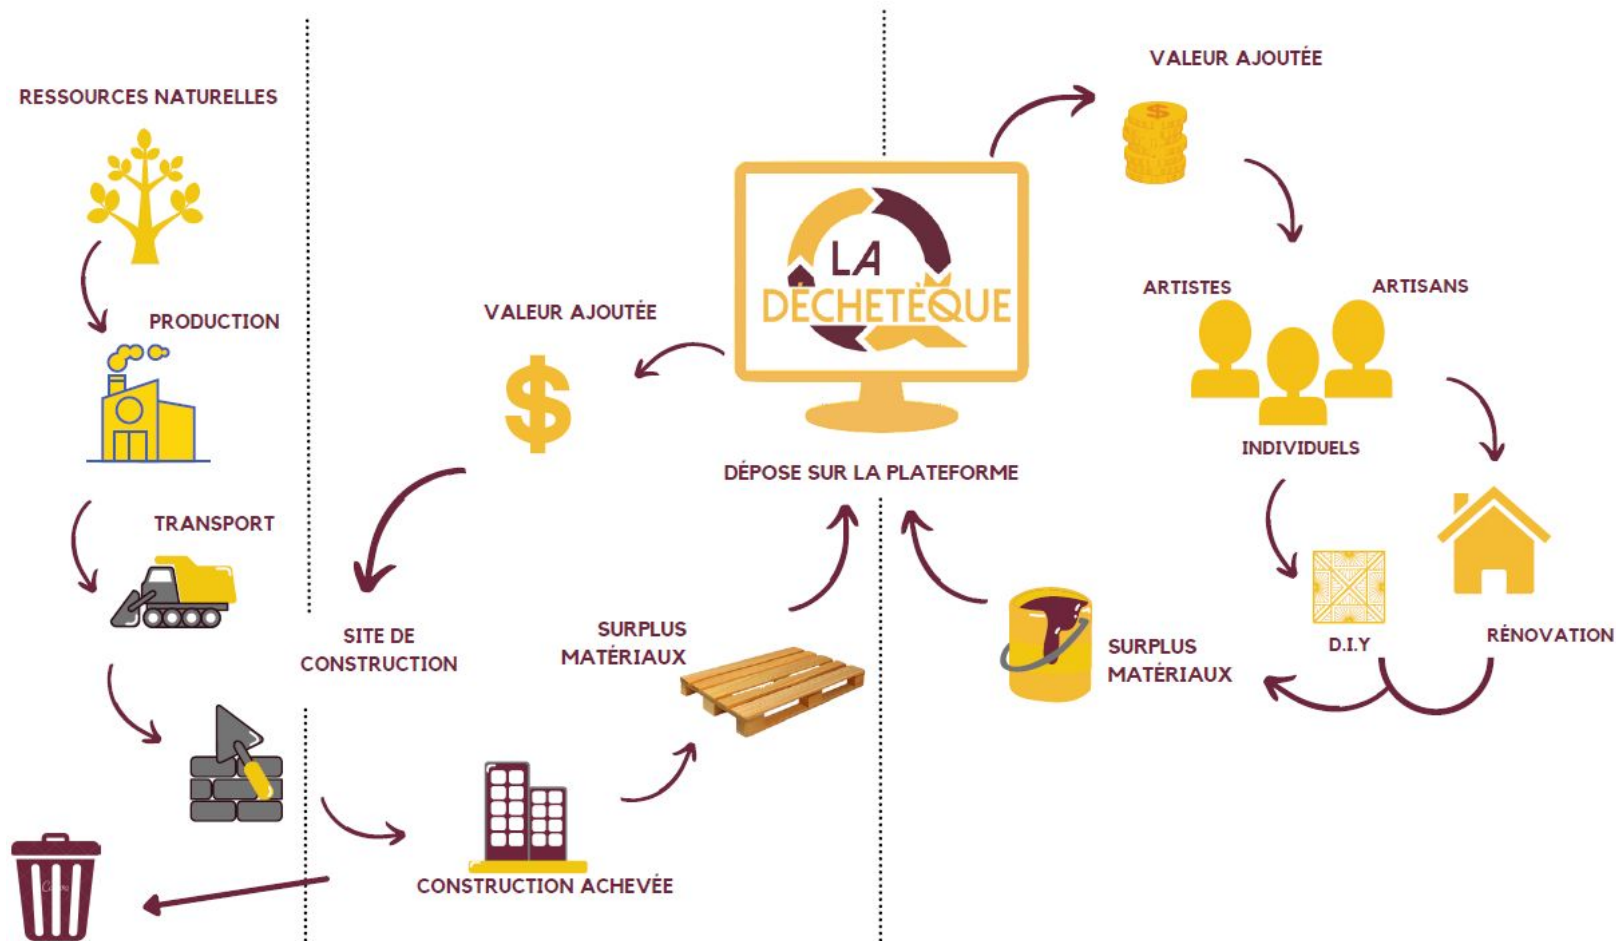 RESSOURCES NATURELLES
PRODUCTION
TRANSPORT
SITE DE
CONSTRUCTION
CONSTRUCTION ACHEVÉE
SURPLUS
MATÉRIAUX
VALEUR AJOUTÉE
$
LA
DÉCHETÈQUE
DÉPOSE SUR LA PLATEFORME
VALEUR AJOUTÉE
$
ARTISTES
ARTISANS
INDIVIDUELS
D.I.Y
RÉNOVATION
SURPLUS
MATÉRIAUX